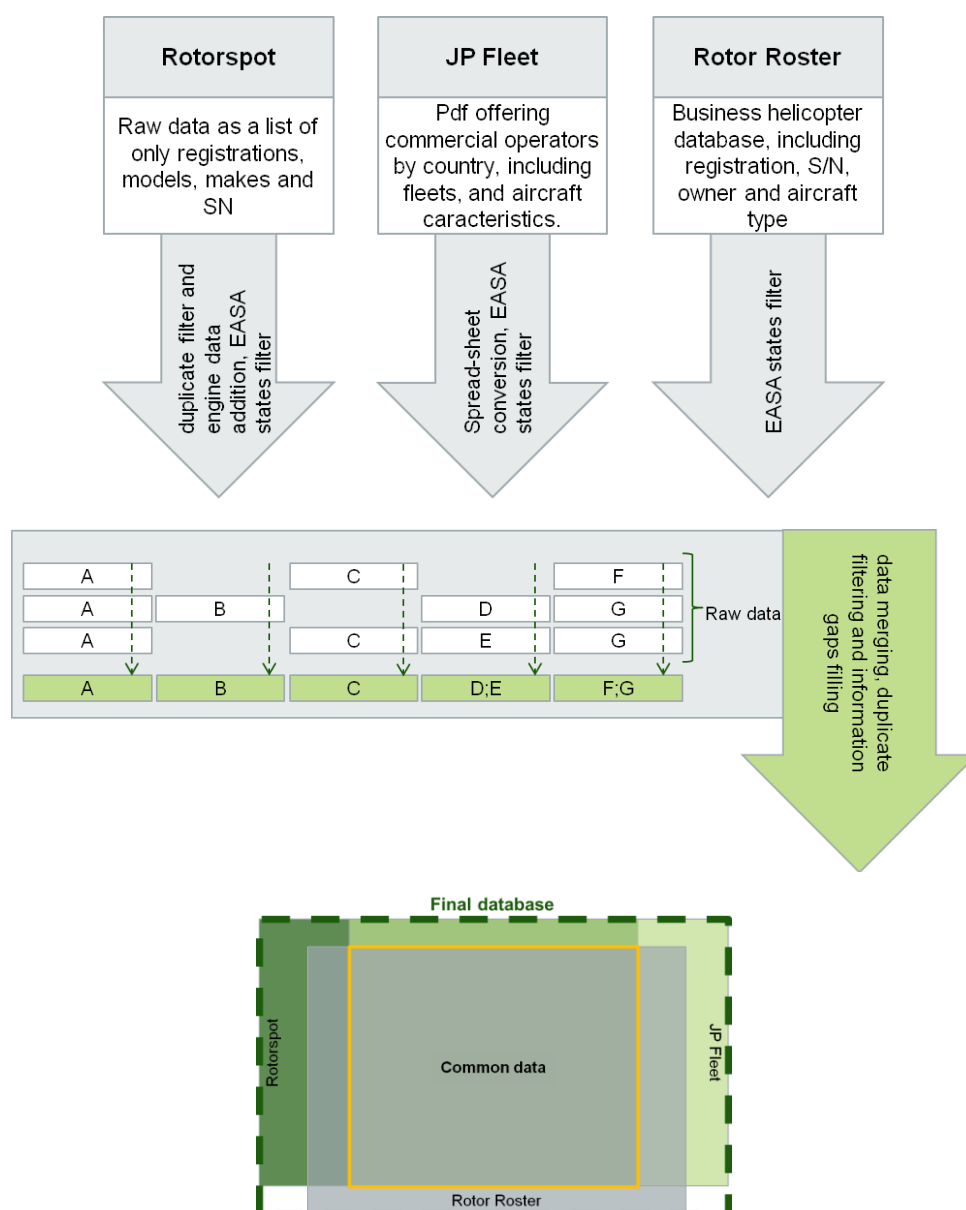 Rotorspot
JP Fleet
Rotor Roster
Raw data as a list of
only registrations,
models, makes and
SN
Pdf offering
commercial operators
by country, including
fleets, and aircraft
caracteristics.
Business helicopter
database, including
registration, S/N,
owner and aircraft
type
duplicate filter and
engine data
addition, EASA
states filter
Spread-sheet
conversion, EASA
states filter
EASA states filter
A
C
F
A
B
D
G
A
C
E
G
Raw data
A
B
C
D;E
F;G
data merging, duplicate
filtering and information
gaps filling
Final database
Rotorspot
Common data
JP Fleet
Rotor Roster